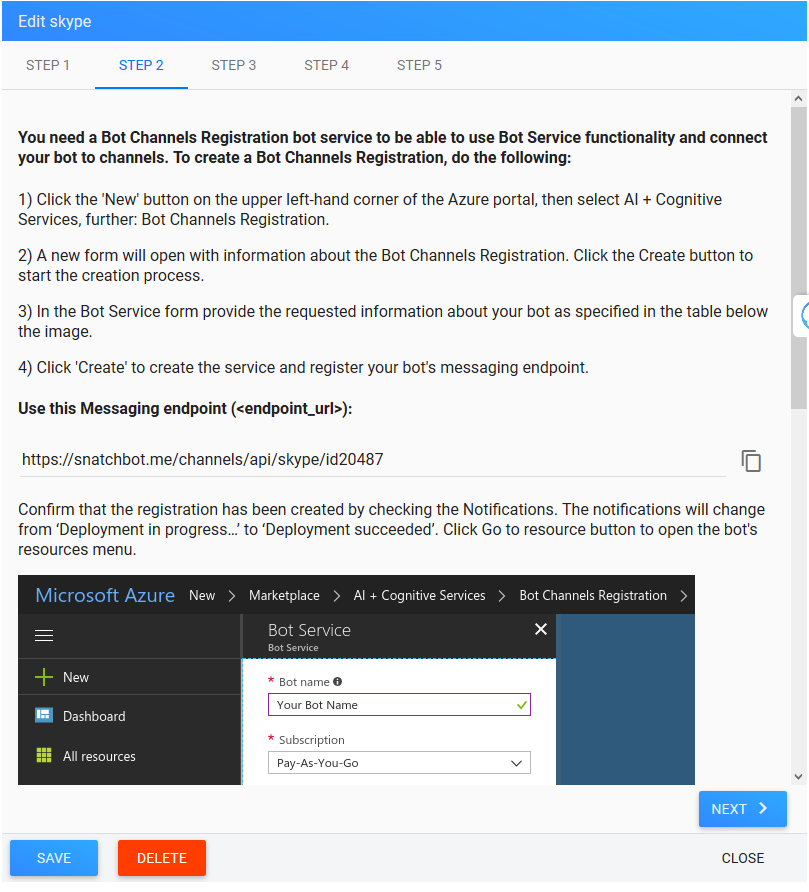 Edit skype
STEP 1 STEP 2 STEP 3 STEP 4 STEP 5
You need a Bot Channels Registration bot service to be able to use Bot Service functionality and connect
your bot to channels. To create a Bot Channels Registration, do the following:
1) Click the 'New' button on the upper left-hand corner of the Azure portal, then select AI + Cognitive
Services, further: Bot Channels Registration.
2) A new form will open with information about the Bot Channels Registration. Click the Create button to
start the creation process.
3) In the Bot Service form provide the requested information about your bot as specified in the table below
the image.
4) Click 'Create' to create the service and register your bot's messaging endpoint.
Use this Messaging endpoint (<endpoint_url>):
https://snatchbot.me/channels/api/skype/id20487
Confirm that the registration has been created by checking the Notifications. The notifications will change
from ‘Deployment in progress…’ to ‘Deployment succeeded’. Click Go to resource button to open the bot's
resources menu.
Microsoft Azure New > Marketplace > AI + Cognitive Services > Bot Channels Registration >
Bot Service
Bot Service
New
Dashboard
All resources
* Bot name
Your Bot Name
* Subscription
Pay-As-You-Go
NEXT
SAVE DELETE CLOSE